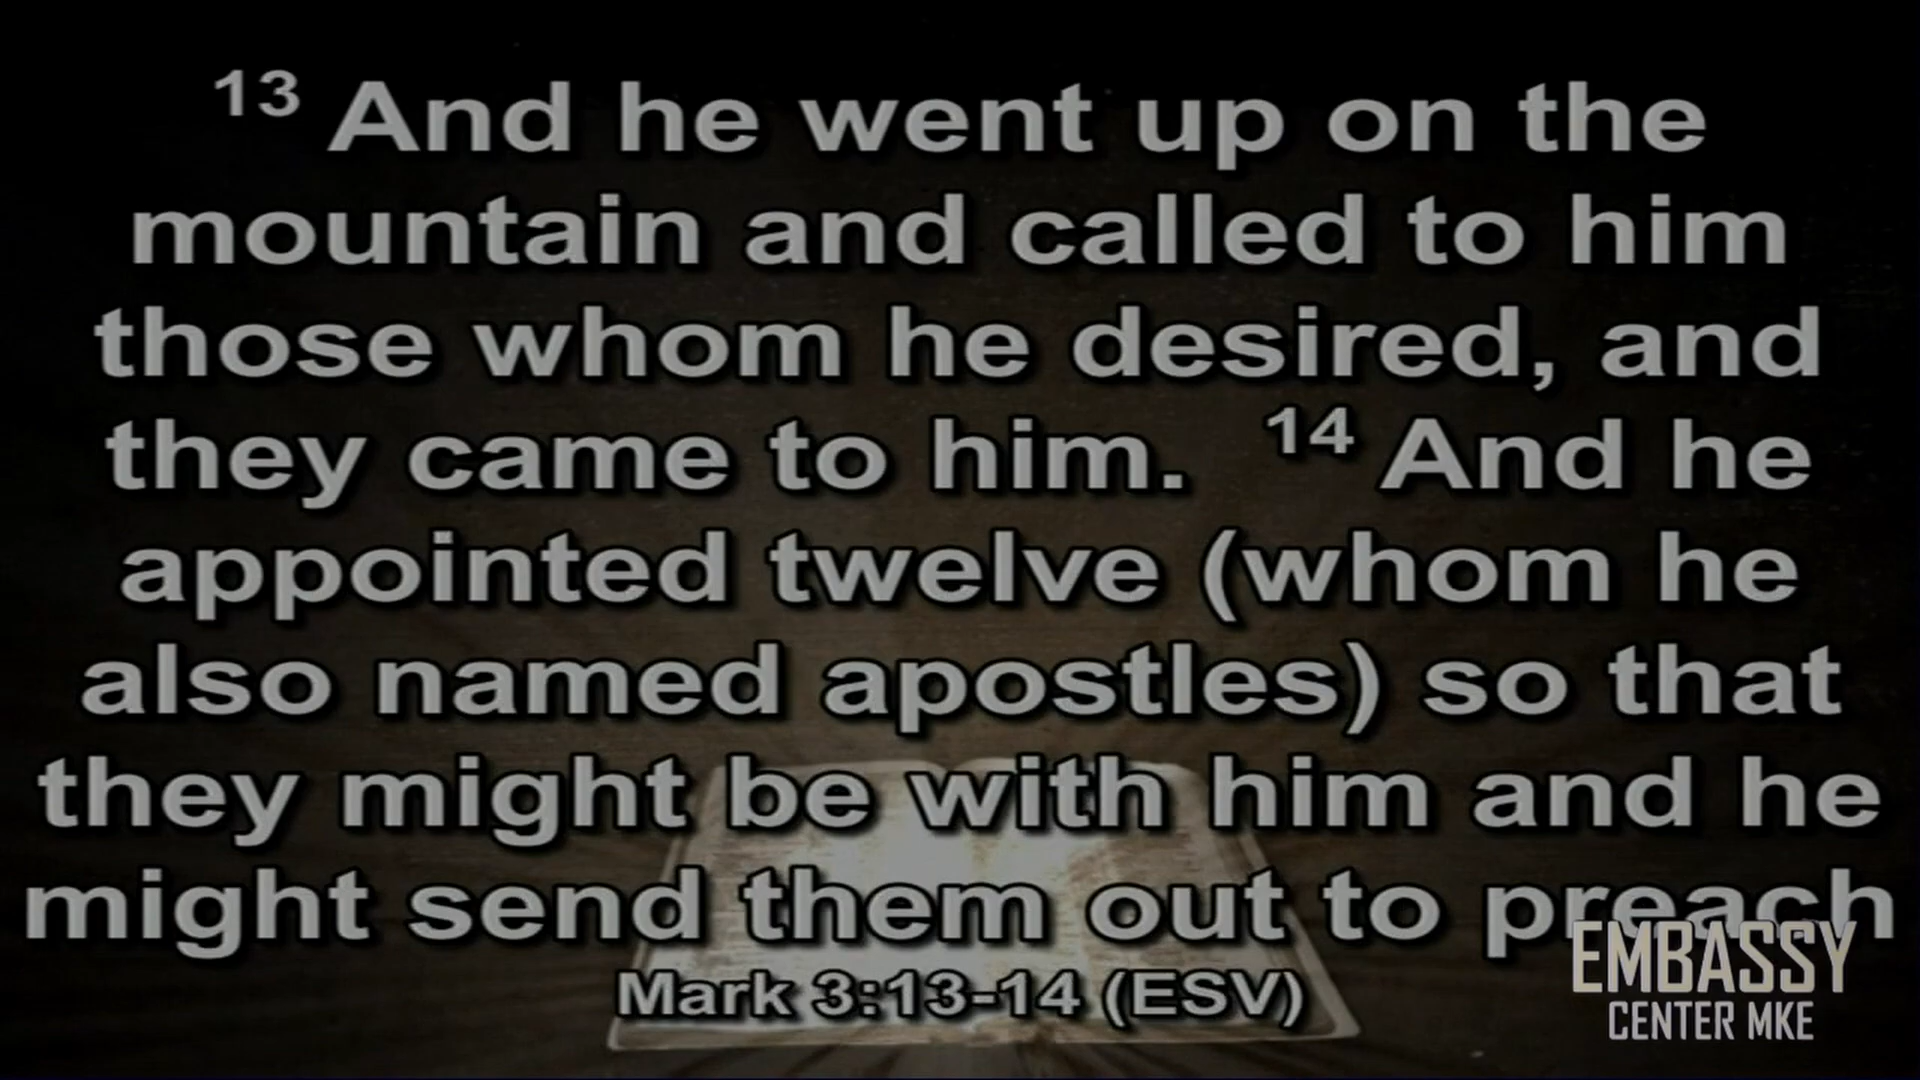 13 And he went up on the
mountain and called to him
those whom he desired, and
they came to him. 14 And he
appointed twelve (whom he
also named apostles) so that
they might be with him and he
might send them out to preach
Mark 3:13-14 (ESV)
EMBASSY
CENTER MKE